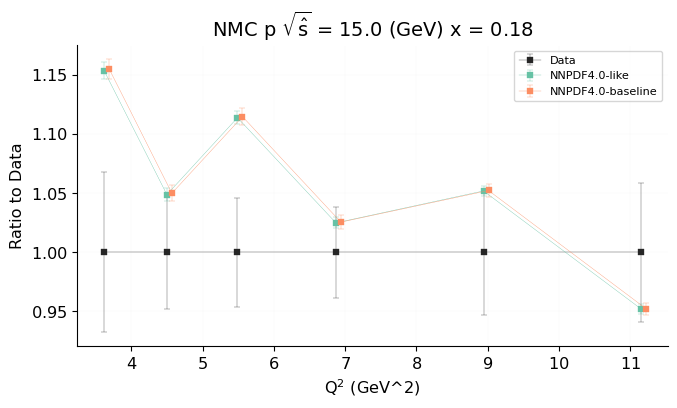 NMC p √ŝ = 15.0 (GeV) x = 0.18
Data
NNPDF4.0-like
NNPDF4.0-baseline
Ratio to Data
1.15
1.10
1.05
1.00
0.95
4 5 6 7 8 9 10 11
Q² (GeV^2)